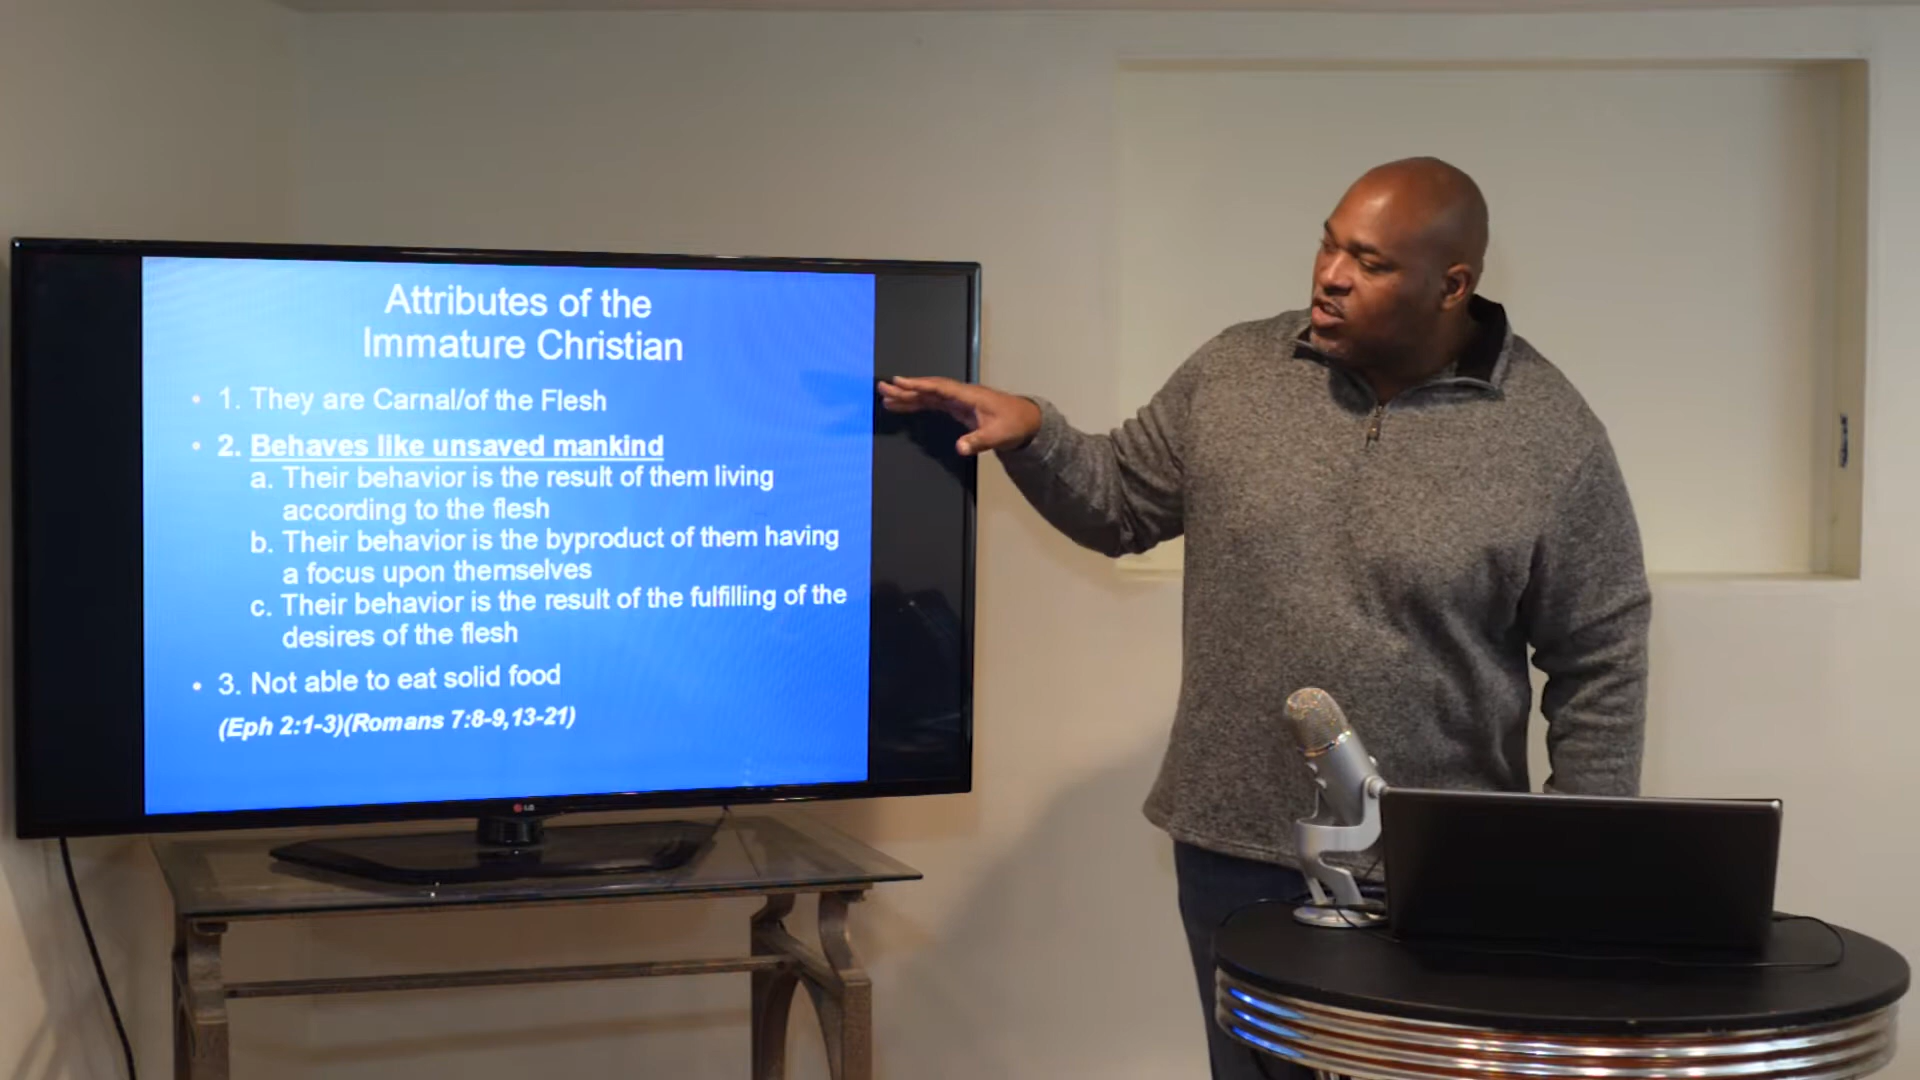 Attributes of the
Immature Christian
• 1. They are Carnal/of the Flesh
• 2. Behaves like unsaved mankind
a. Their behavior is the result of them living
according to the flesh
b. Their behavior is the byproduct of them having
a focus upon themselves
c. Their behavior is the result of the fulfilling of the
desires of the flesh
• 3. Not able to eat solid food
(Eph 2:1-3)(Romans 7:8-9,13-21)
LG